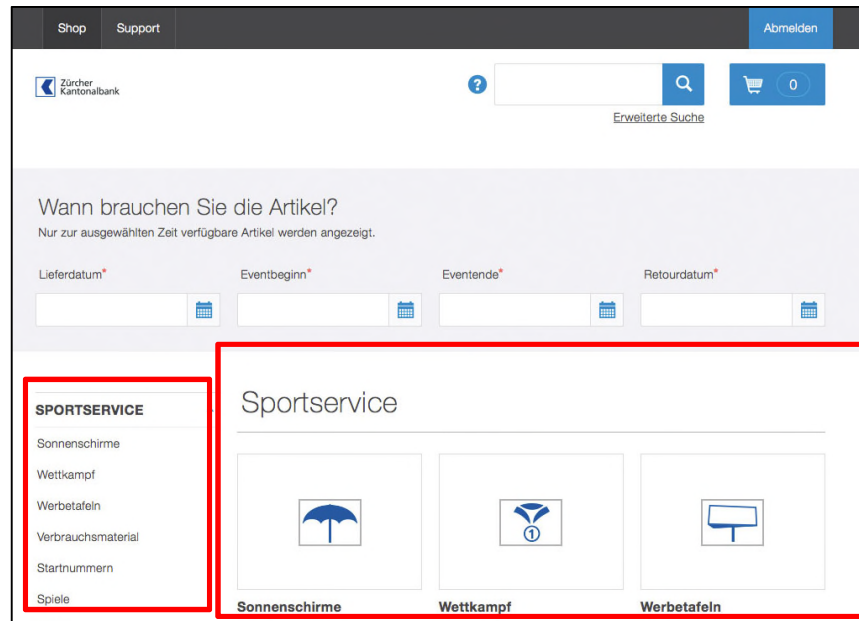 Shop Support Abmelden
Zürcher
Kantonalbank
? 0
Erweiterte Suche
Wann brauchen Sie die Artikel?
Nur zur ausgewählten Zeit verfügbare Artikel werden angezeigt.
Lieferdatum* Eventbeginn* Eventende* Retourdatum*
SPORTSERVICE
Sonnenschirme
Wettkampf
Werbetafeln
Verbrauchsmaterial
Startnummern
Spiele
Sportservice
1
Sonnenschirme Wettkampf Werbetafeln